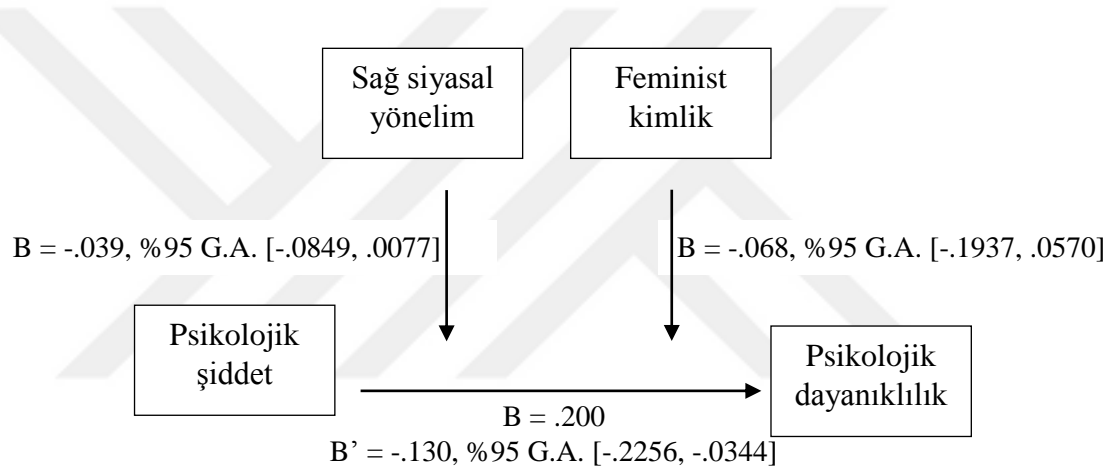 Sağ siyasal
yönelim
Feminist
kimlik
B = -.039, %95 G.A. [-.0849, .0077]
B = -.068, %95 G.A. [-.1937, .0570]
Psikolojik
şiddet
Psikolojik
dayanıklılık
B = .200
B’ = -.130, %95 G.A. [-.2256, -.0344]